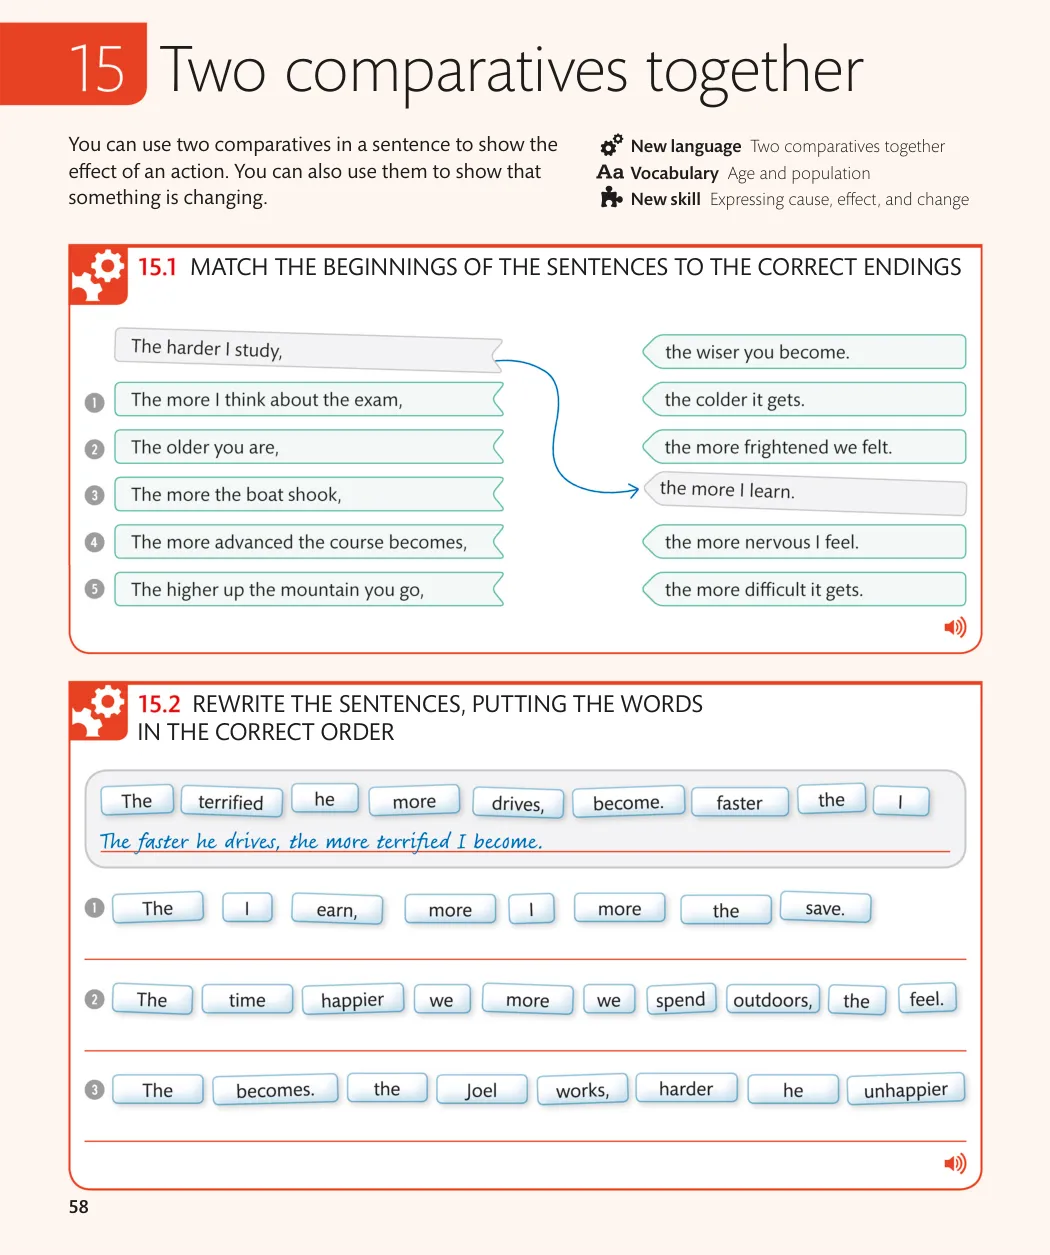 15 Two comparatives together
You can use two comparatives in a sentence to show the
effect of an action. You can also use them to show that
something is changing.
New language Two comparatives together
Aa Vocabulary Age and population
New skill Expressing cause, effect, and change
15.1 MATCH THE BEGINNINGS OF THE SENTENCES TO THE CORRECT ENDINGS
The harder I study,
the wiser you become.
1 The more I think about the exam,
the colder it gets.
2 The older you are,
the more frightened we felt.
3 The more the boat shook,
the more I learn.
4 The more advanced the course becomes,
the more nervous I feel.
5 The higher up the mountain you go,
the more difficult it gets.
15.2 REWRITE THE SENTENCES, PUTTING THE WORDS
IN THE CORRECT ORDER
The terrified he more drives, become. faster the I
The faster he drives, the more terrified I become.
1 The I earn, more I more the save.
2 The time happier we more we spend outdoors, the feel.
3 The becomes. the Joel works, harder he unhappier
58